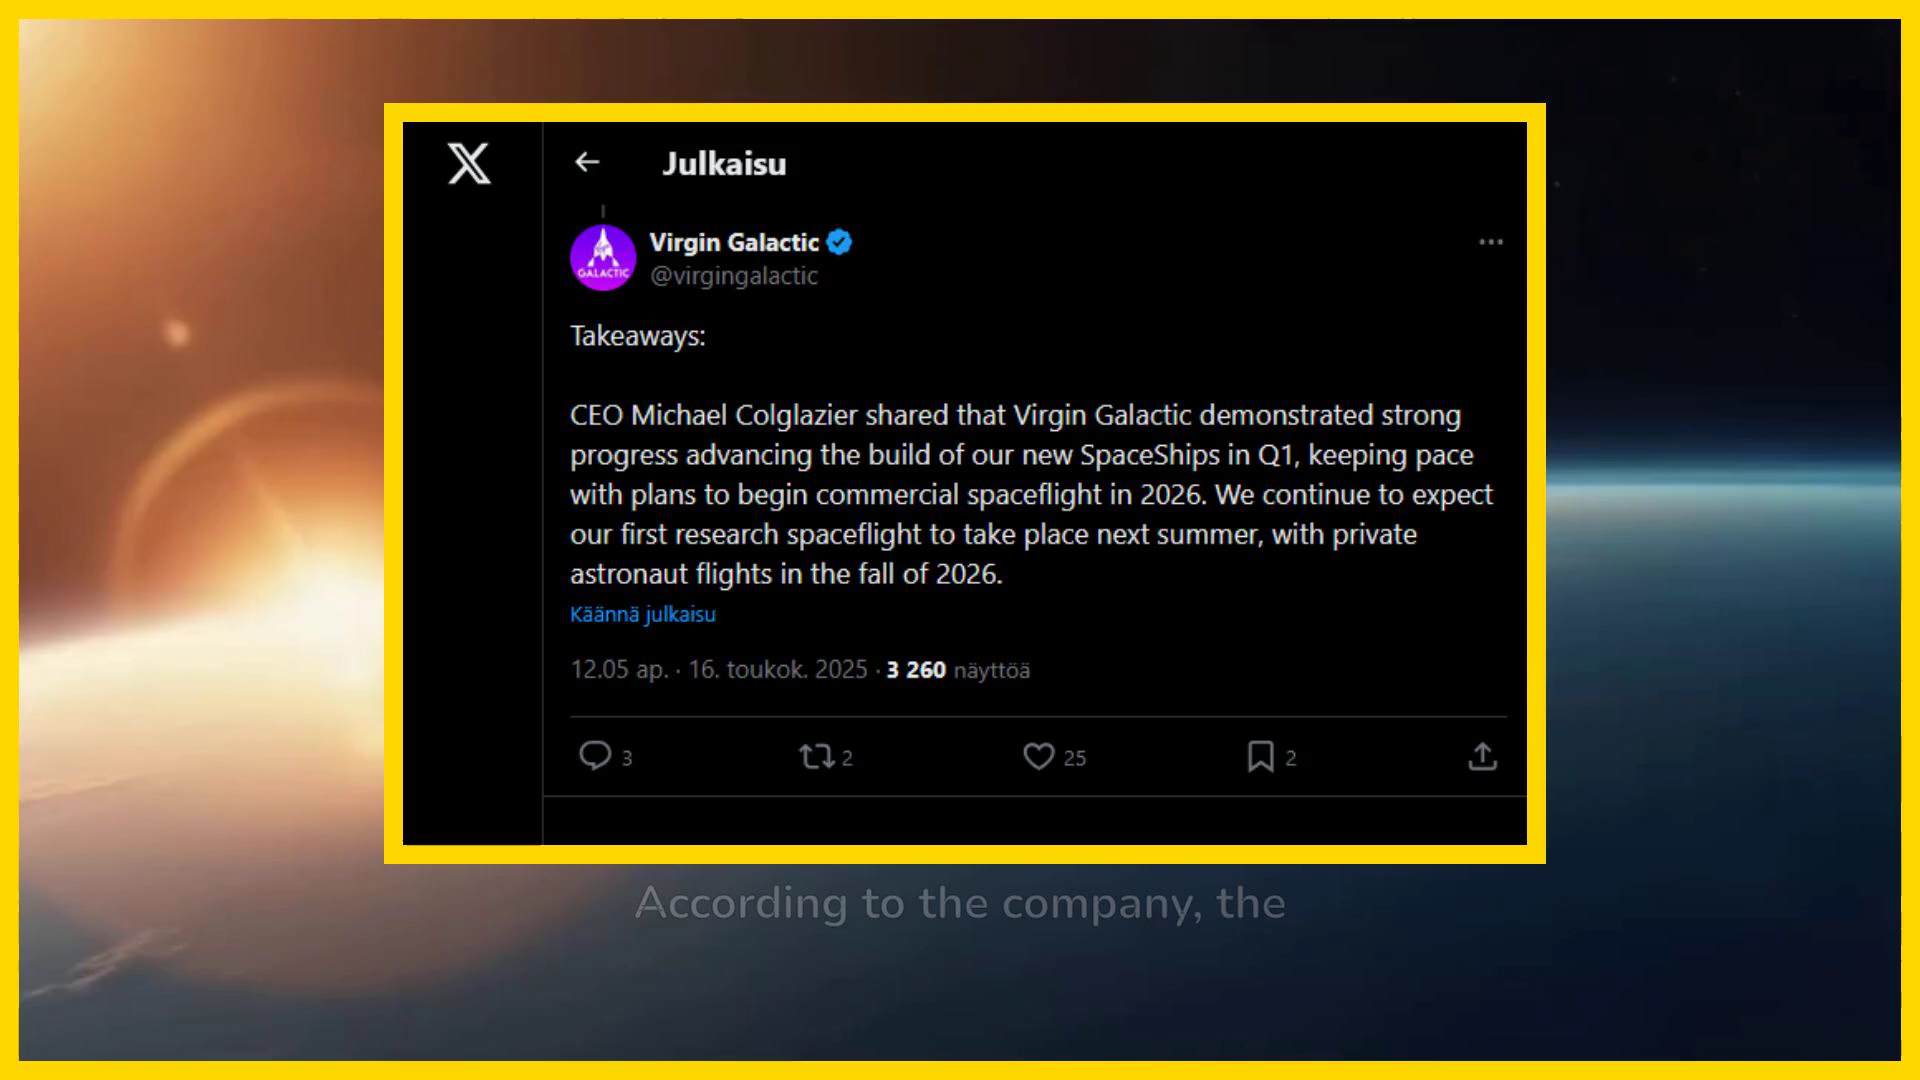 Julkaisu
Virgin Galactic
GALACTIC
@virgingalactic
Takeaways:
CEO Michael Colglazier shared that Virgin Galactic demonstrated strong
progress advancing the build of our new SpaceShips in Q1, keeping pace
with plans to begin commercial spaceflight in 2026. We continue to expect
our first research spaceflight to take place next summer, with private
astronaut flights in the fall of 2026.
Käännä julkaisu
12.05 ap. · 16. toukok. 2025 · 3 260 näyttöä
3 2 25 2
According to the company, the